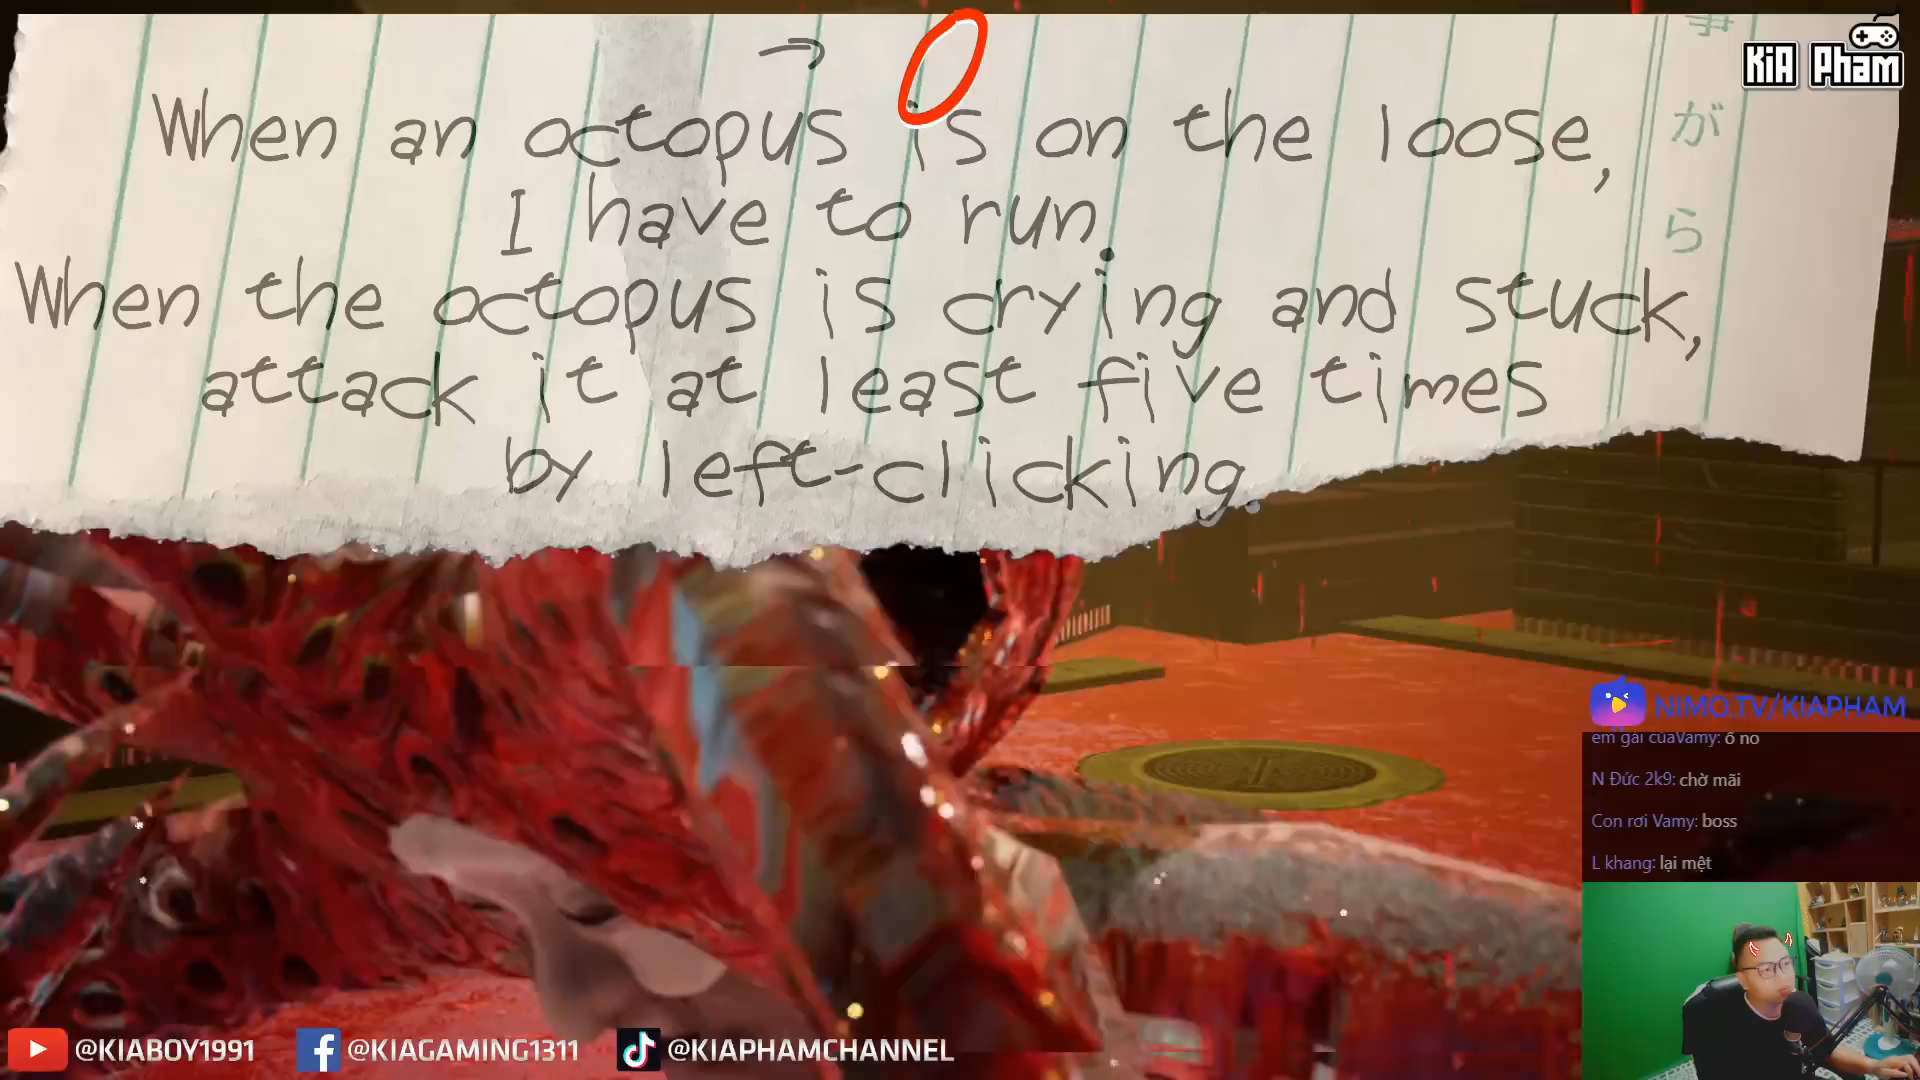 KiA Pham
When an octopus is on the loose,
I have to run.
When the octopus is crying and stuck,
attack it at least five times
by left-clicking.
がら
NIMO.TV/KIAPHAM
em gái củaVamy: ố no
N Đức 2k9: chờ mãi
Con rơi Vamy: boss
L khang: lại mệt
@KIABOY1991
@KIAGAMING1311
@KIAPHAMCHANNEL